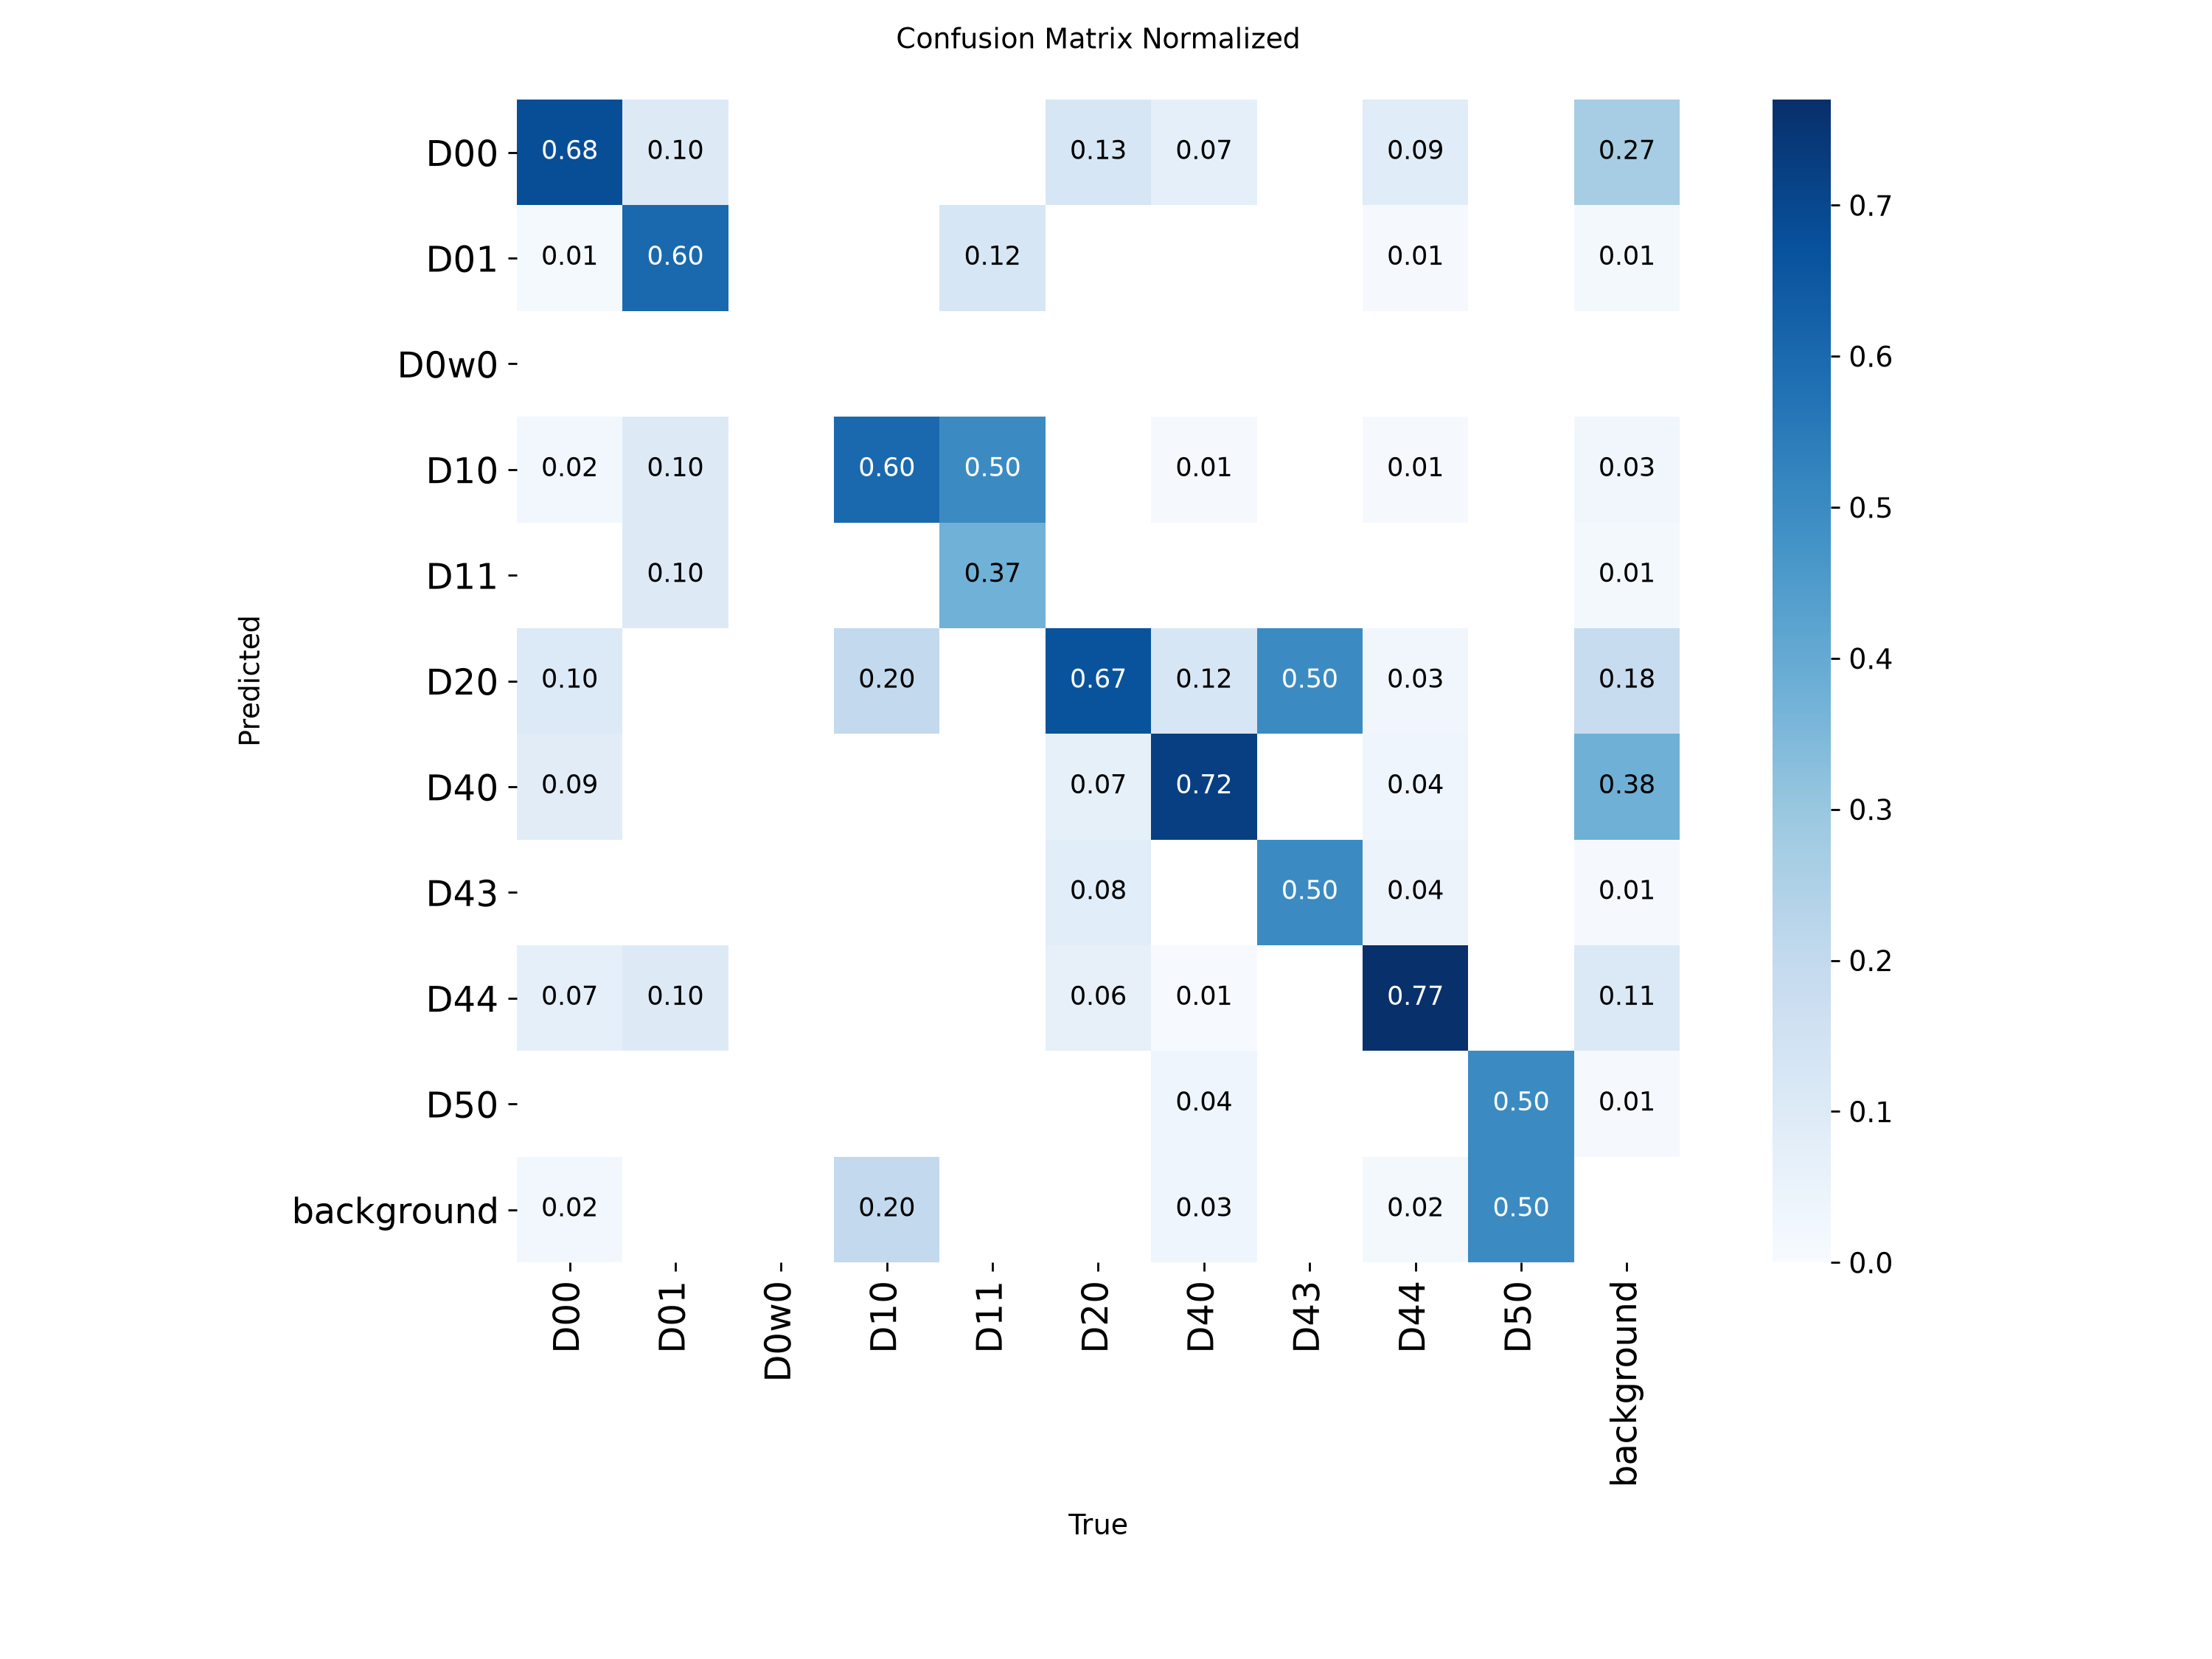 Confusion Matrix Normalized
D00 0.68 0.10 0.13 0.07 0.09 0.27
0.7
D01 0.01 0.60 0.12 0.01 0.01
0.6
D0w0
D10 0.02 0.10 0.60 0.50 0.01 0.01 0.03
0.5
D11 0.10 0.37 0.01
0.4
Predicted
D20 0.10 0.20 0.67 0.12 0.50 0.03 0.18
D40 0.09 0.07 0.72 0.04 0.38
0.3
D43 0.08 0.50 0.04 0.01
0.2
D44 0.07 0.10 0.06 0.01 0.77 0.11
D50 0.04 0.50 0.01
0.1
background 0.02 0.20 0.03 0.02 0.50
0.0
D00 D01 D0w0 D10 D11 D20 D40 D43 D44 D50 background
True